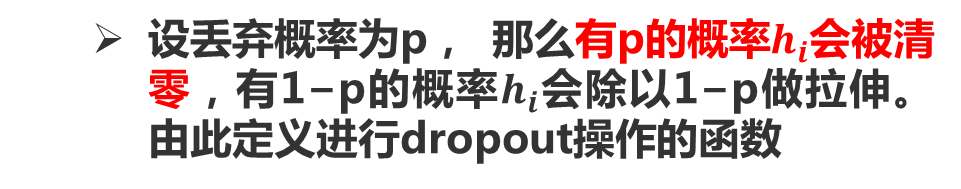 ➢ 设丢弃概率为p， 那么有p的概率hᵢ会被清
零，有1−p的概率hᵢ会除以1−p做拉伸。
由此定义进行dropout操作的函数